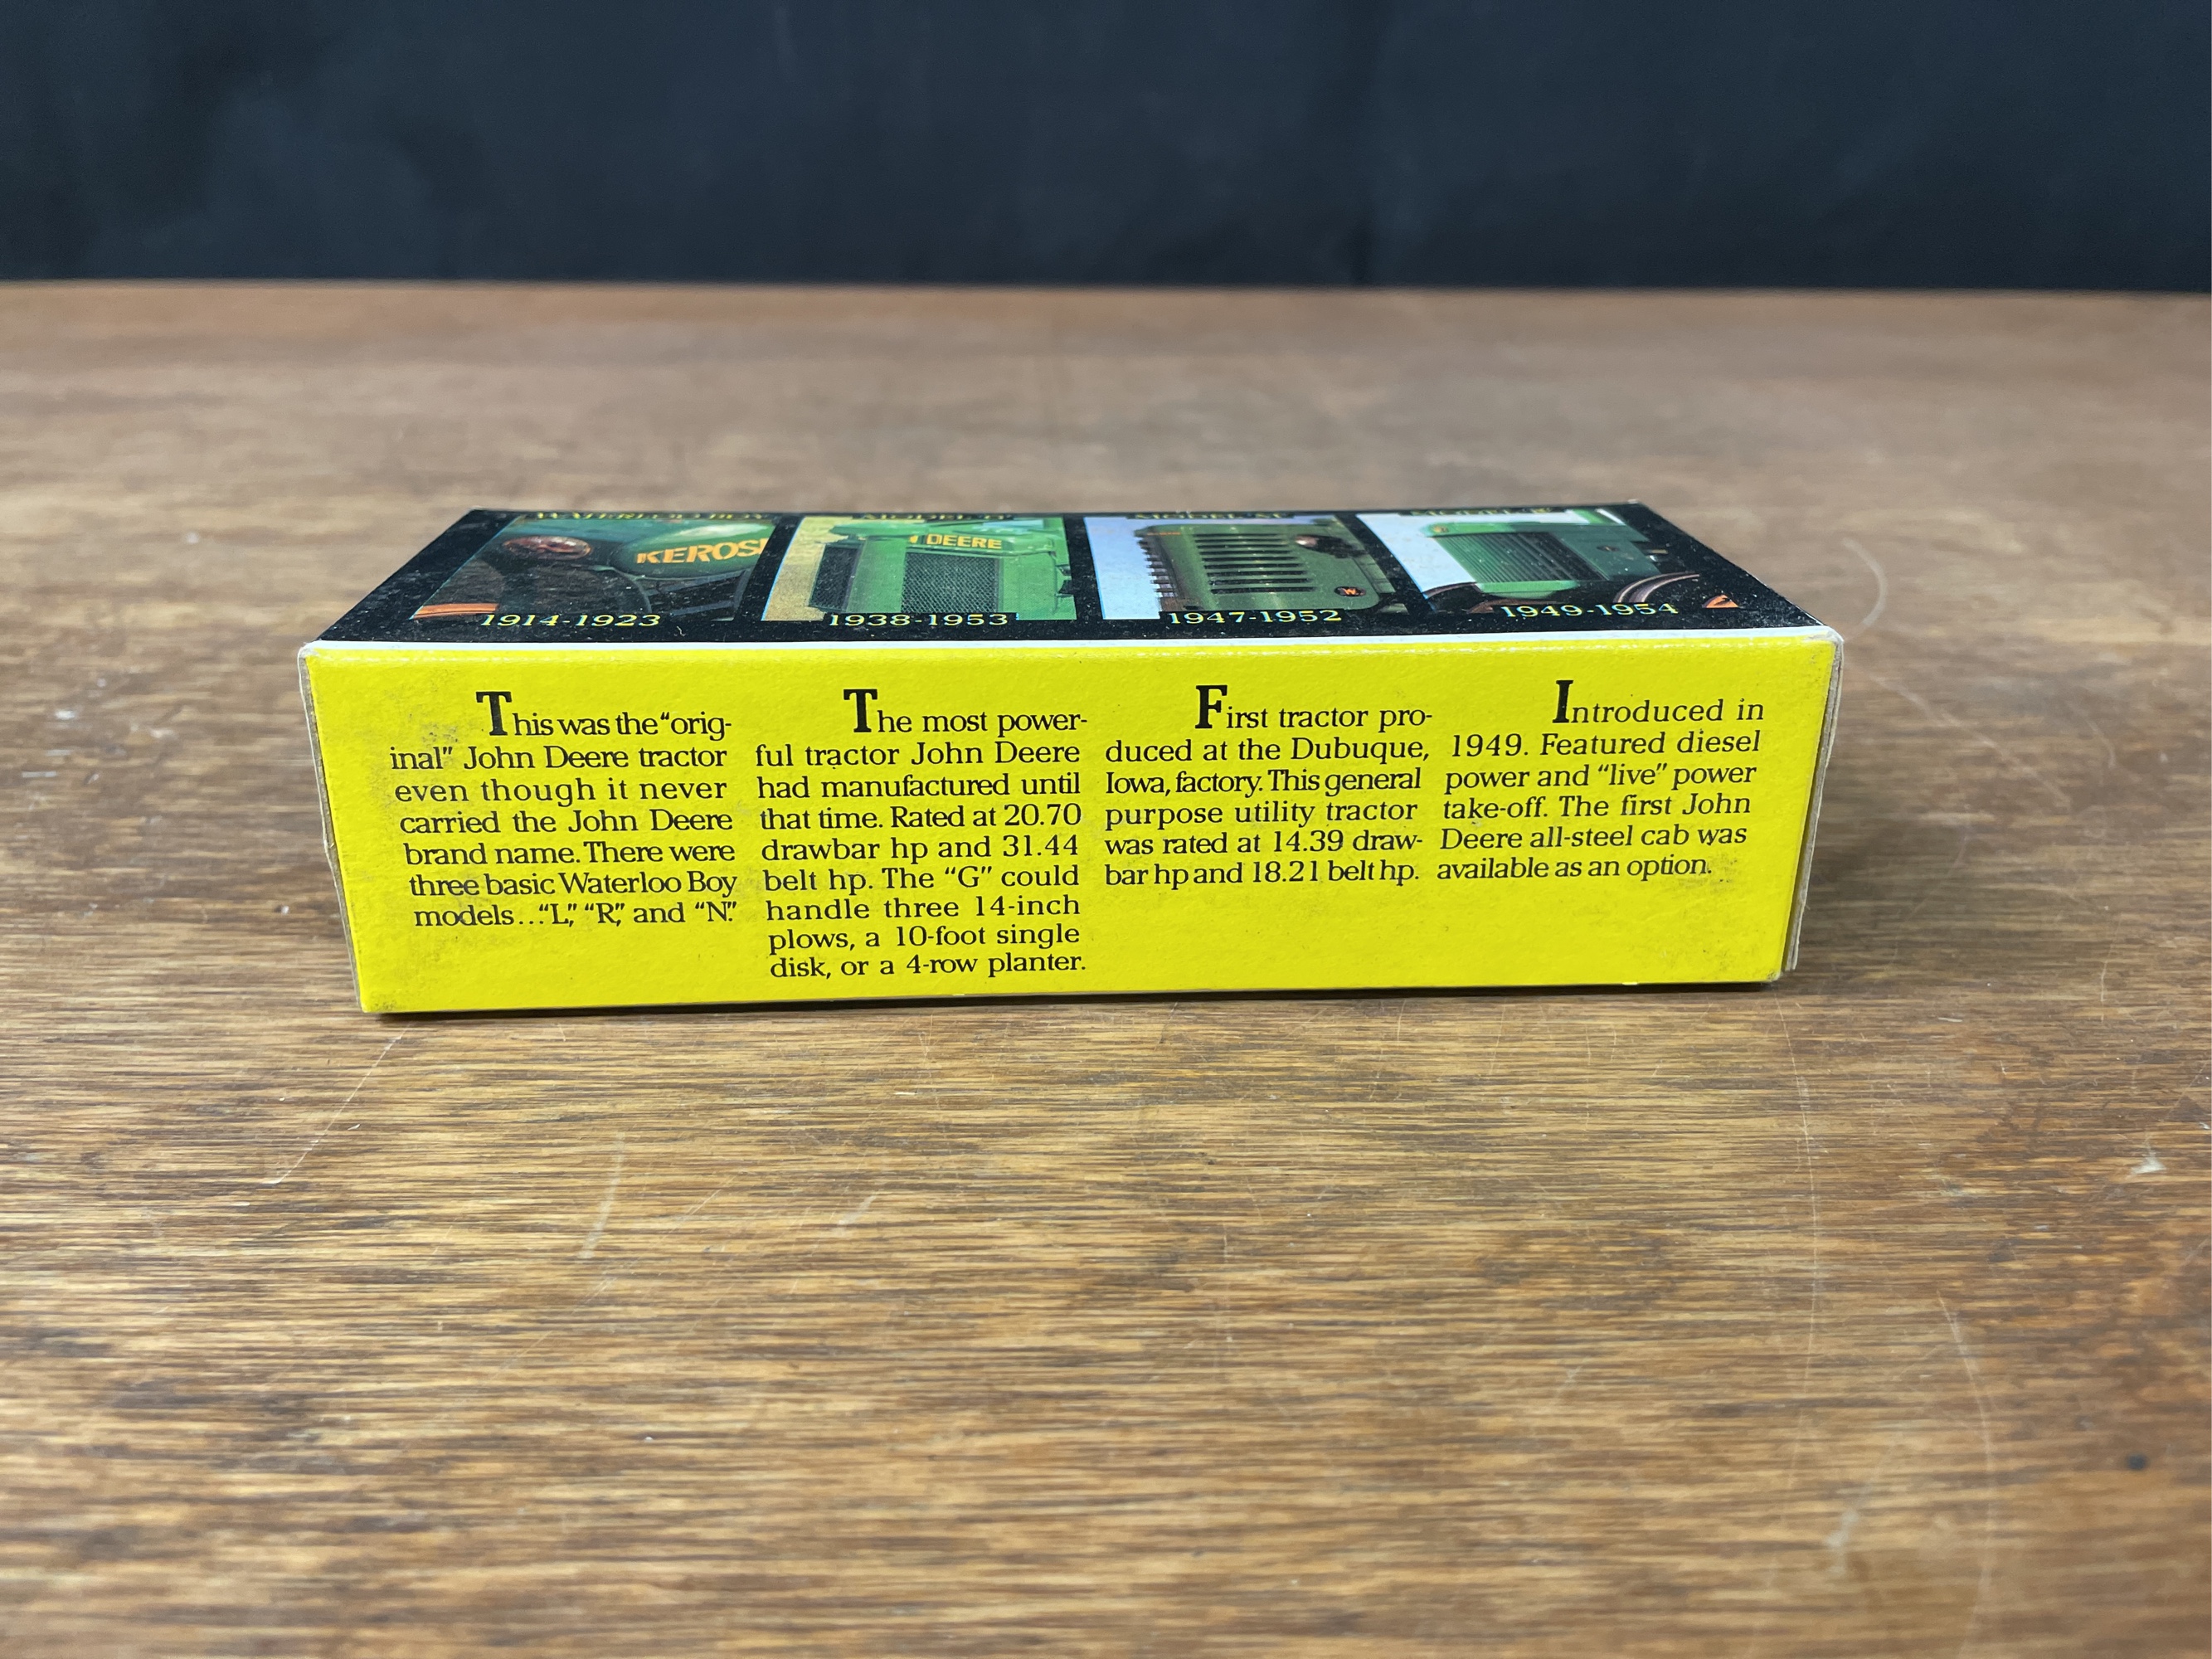 WATERLOO BOY
KEROSE
1914-1923
DEERE
1938-1953
1947-1952
1949-1954
This was the "orig-
inal" John Deere tractor
even though it never
carried the John Deere
brand name. There were
three basic Waterloo Boy
models..."L," "R," and "N."
The most power-
ful tractor John Deere
had manufactured until
that time. Rated at 20.70
drawbar hp and 31.44
belt hp. The "G" could
handle three 14-inch
plows, a 10-foot single
disk, or a 4-row planter.
First tractor pro-
duced at the Dubuque,
Iowa, factory. This general
purpose utility tractor
was rated at 14.39 draw-
bar hp and 18.21 belt hp.
Introduced in
1949. Featured diesel
power and "live" power
take-off. The first John
Deere all-steel cab was
available as an option.